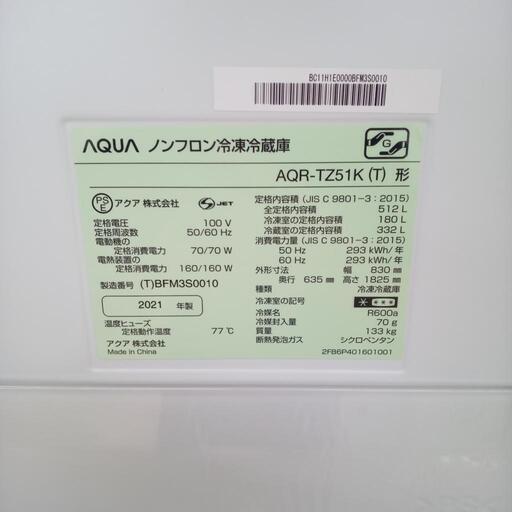 BC11H1E0000BFM3S0010
AQUA ノンフロン冷凍冷蔵庫
G
AQR-TZ51K (T) 形
PS E アクア 株式会社 S JET
定格電圧 100 V
定格周波数 50/60 Hz
電動機の
定格消費電力 70/70 W
電熱装置の
定格消費電力 160/160 W
製造番号 (T)BFM3S0010
2021 年製
温度ヒューズ
定格動作温度 77℃
アクア 株式会社
Made in China
定格内容積 (JIS C 9801-3 : 2015)
全定格内容積 512 L
冷凍室の定格内容積 180 L
冷蔵室の定格内容積 332 L
消費電力量 (JIS C 9801-3 : 2015)
50 Hz 293 kWh/年
60 Hz 293 kWh/年
外形寸法 幅 830 mm
奥行 635 mm 高さ 1825 mm
種類 冷凍冷蔵庫
冷凍室の記号
冷媒名 R600a
冷媒封入量 70 g
質量 133 kg
断熱発泡ガス シクロペンタン
2FB6P401601001